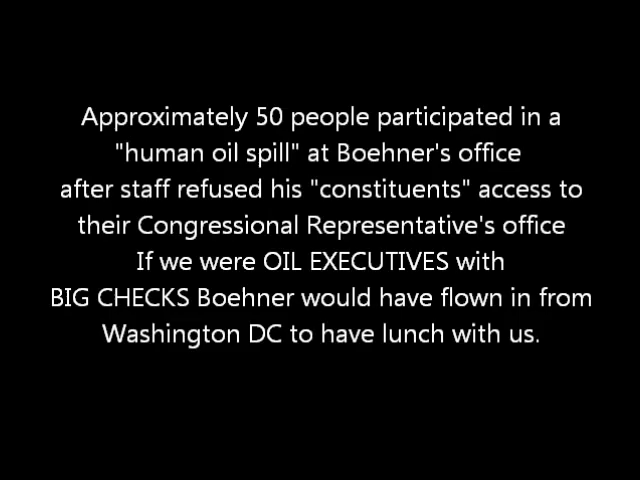 Approximately 50 people participated in a
"human oil spill" at Boehner's office
after staff refused his "constituents" access to
their Congressional Representative's office
If we were OIL EXECUTIVES with
BIG CHECKS Boehner would have flown in from
Washington DC to have lunch with us.